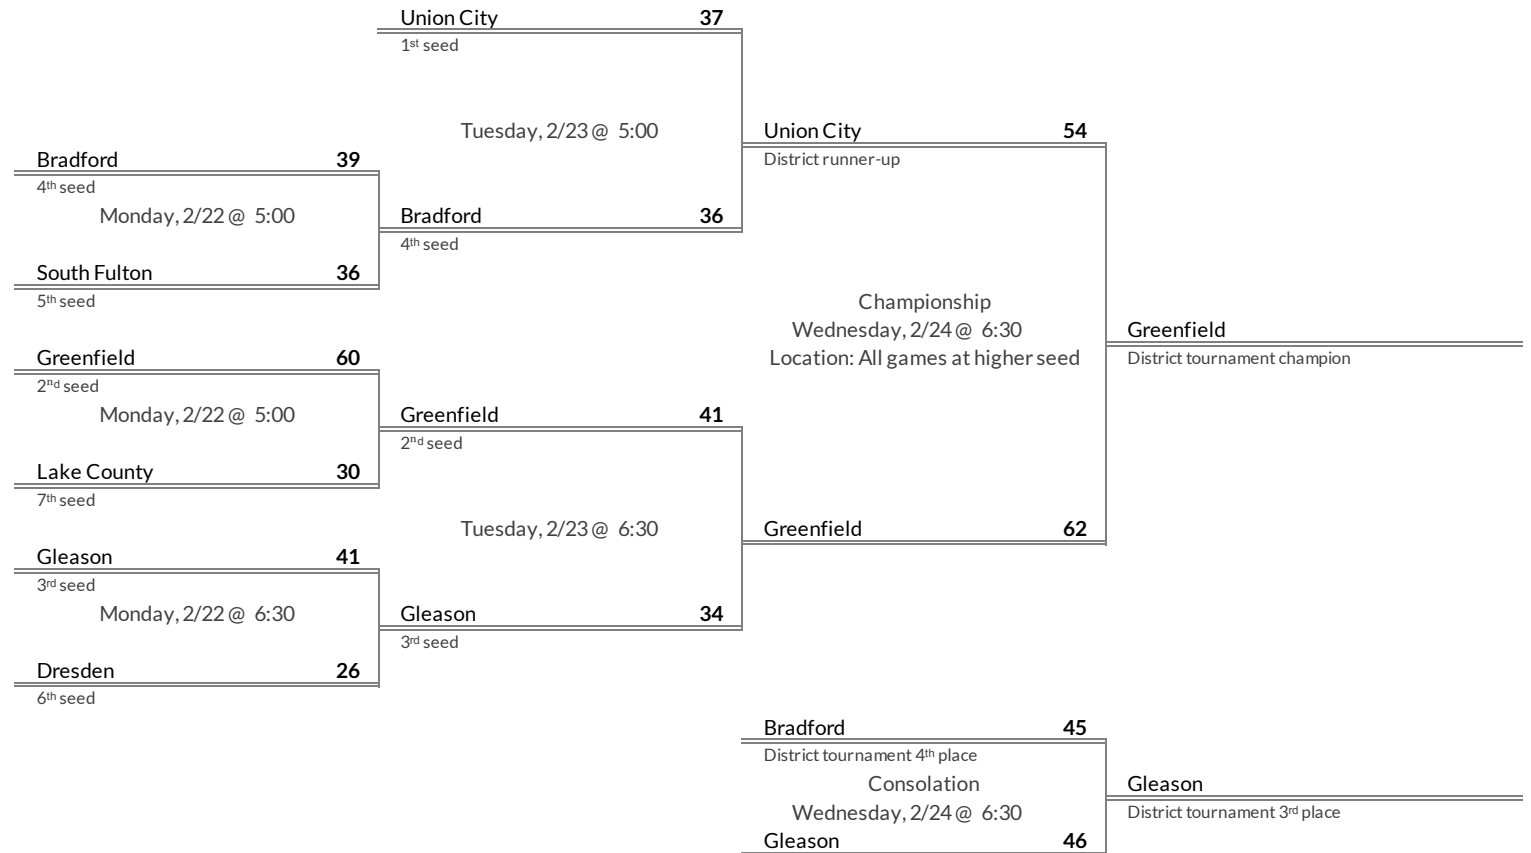 Union City 37
1st seed
Tuesday, 2/23 @ 5:00
Union City 54
District runner-up
Bradford 39
4th seed
Monday, 2/22 @ 5:00
Bradford 36
4th seed
South Fulton 36
5th seed
Championship
Wednesday, 2/24 @ 6:30
Location: All games at higher seed
Greenfield
District tournament champion
Greenfield 60
2nd seed
Monday, 2/22 @ 5:00
Greenfield 41
2nd seed
Lake County 30
7th seed
Tuesday, 2/23 @ 6:30
Greenfield 62
Gleason 41
3rd seed
Monday, 2/22 @ 6:30
Gleason 34
3rd seed
Dresden 26
6th seed
Bradford 45
District tournament 4th place
Consolation
Wednesday, 2/24 @ 6:30
Gleason 46
Gleason
District tournament 3rd place